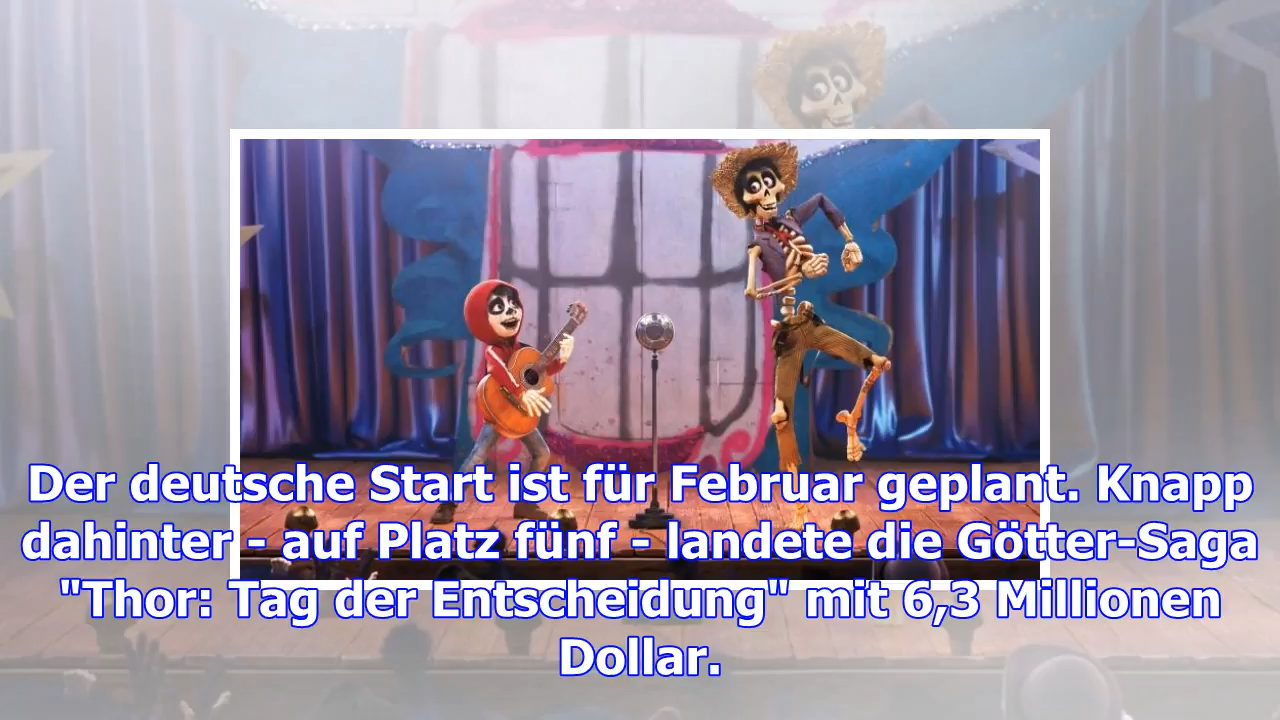 Der deutsche Start ist für Februar geplant. Knapp
dahinter - auf Platz fünf - landete die Götter-Saga
"Thor: Tag der Entscheidung" mit 6,3 Millionen
Dollar.